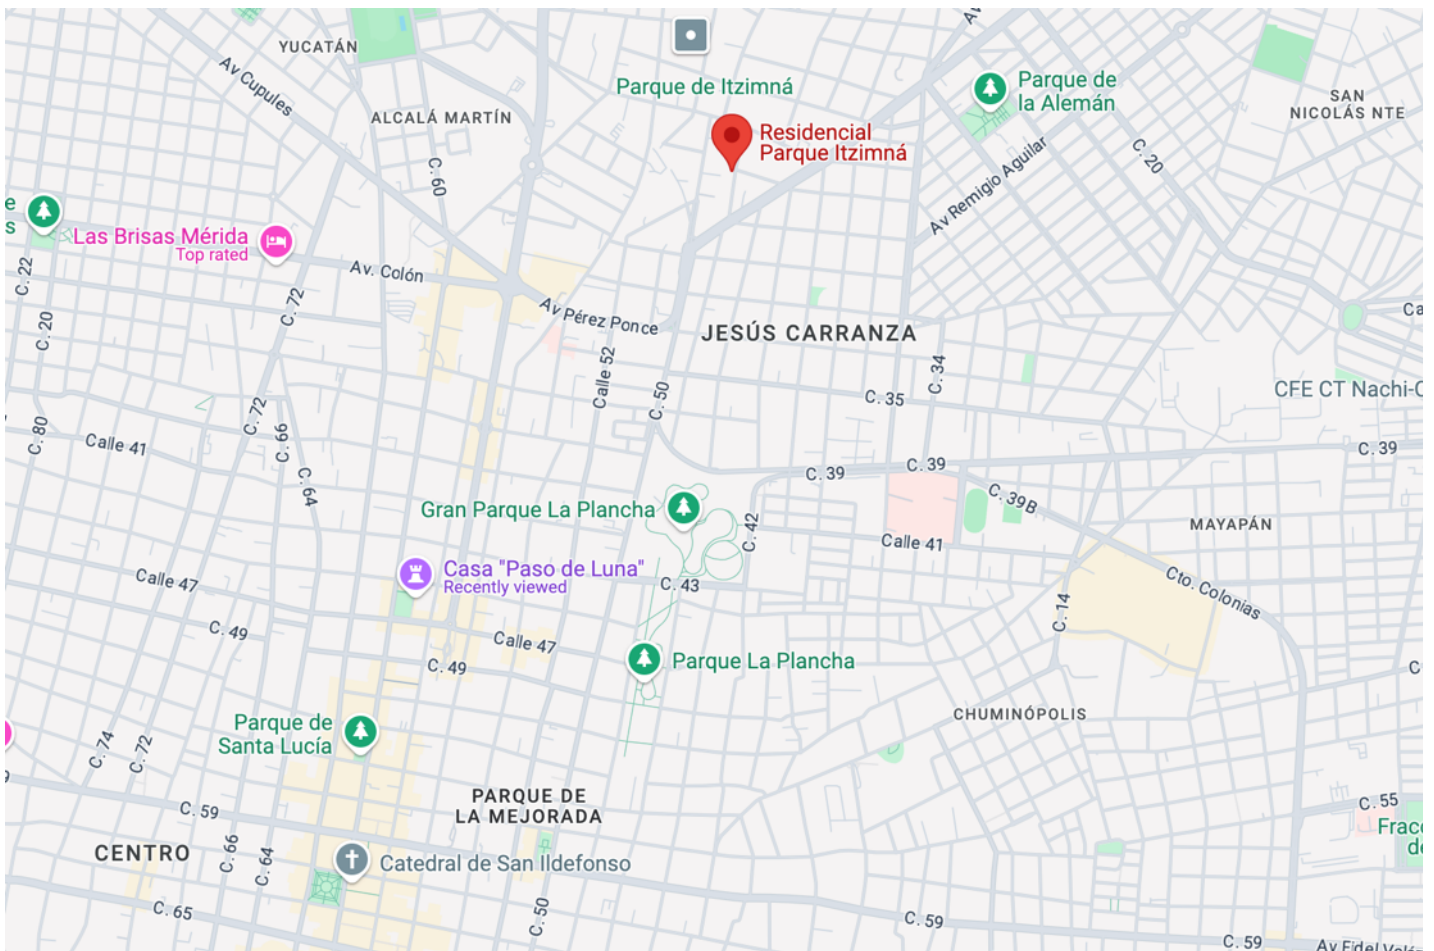 YUCATÁN
Av Cupules
ALCALÁ MARTÍN
C. 60
Parque de Itzimná
Residencial
Parque Itzimná
Parque de
la Alemán
SAN
NICOLÁS NTE
C. 20
Av Remigio Aguilar
e
s
Las Brisas Mérida
Top rated
Av. Colón
C. 22
C. 72
C. 20
Av Pérez Ponce
JESÚS CARRANZA
Ca
Calle 52
C. 50
C. 34
C. 35
CFE CT Nachi-C
C. 72
C. 80
Calle 41
C. 66
C. 64
C. 39
C. 39
C. 39
C. 39B
Gran Parque La Plancha
C. 42
Calle 41
MAYAPÁN
Casa "Paso de Luna"
Recently viewed
C. 43
Calle 47
Cto. Colonias
C. 14
C. 49
Calle 47
C. 49
Parque La Plancha
C
CHUMINÓPOLIS
Parque de
Santa Lucía
C. 74
C. 72
PARQUE DE
LA MEJORADA
C. 59
C. 55
Frac
de
CENTRO
C. 66
C. 64
Catedral de San Ildefonso
C. 65
C. 50
C. 59
C. 59